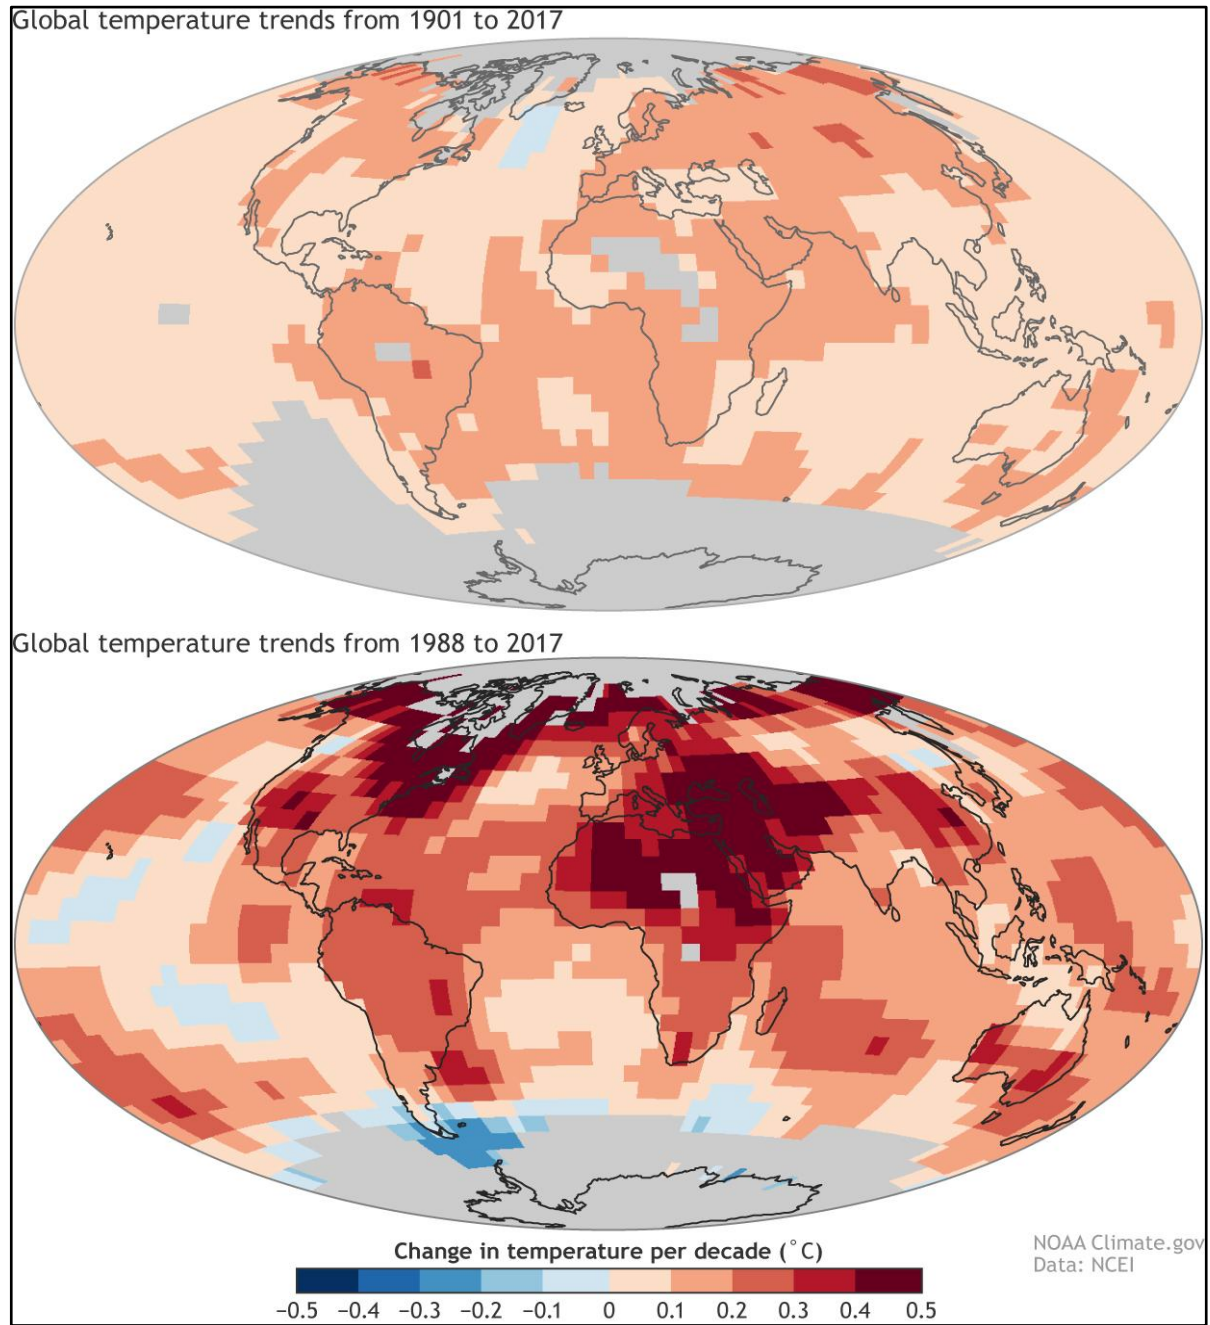 Global temperature trends from 1901 to 2017
Global temperature trends from 1988 to 2017
Change in temperature per decade (°C)
−0.5 −0.4 −0.3 −0.2 −0.1 0 0.1 0.2 0.3 0.4 0.5
NOAA Climate.gov
Data: NCEI